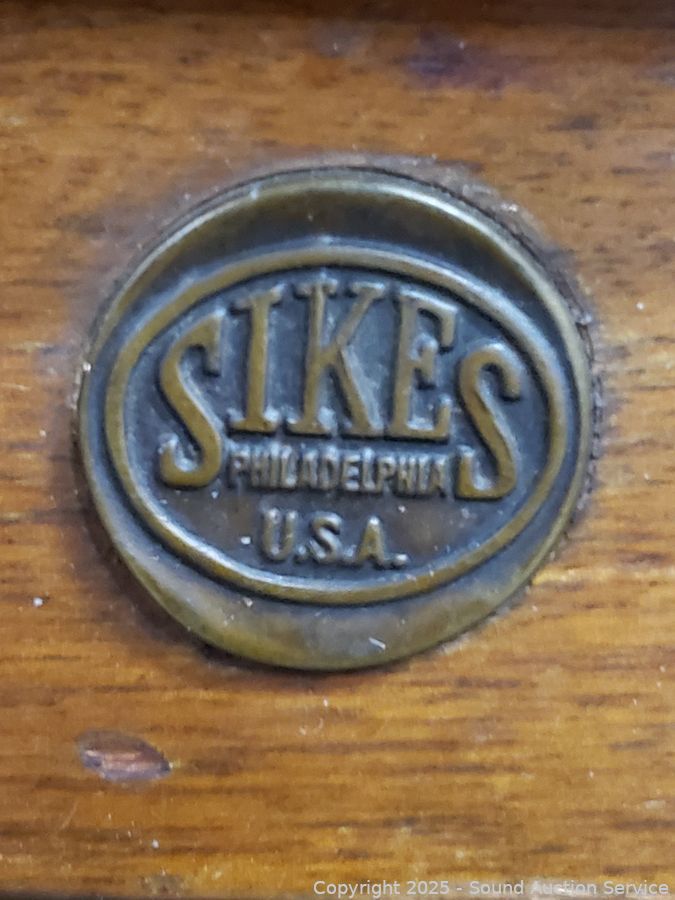 SIKES
PHILADELPHIA
U.S.A.
Copyright 2025 - Sound Auction Service